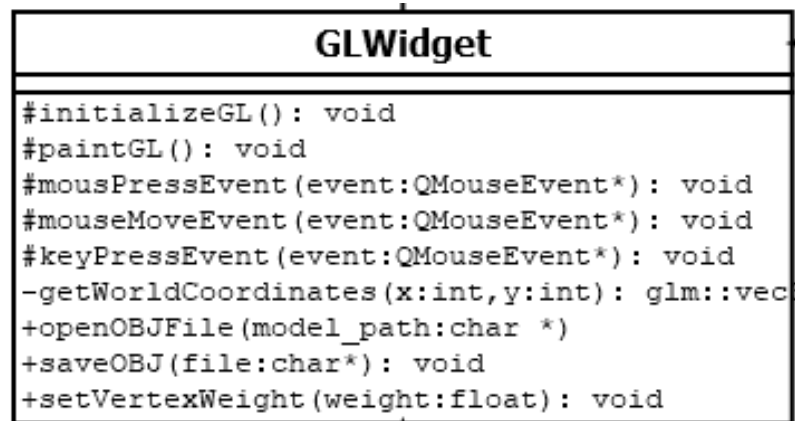 GLWidget
#initializeGL(): void
#paintGL(): void
#mousPressEvent(event:QMouseEvent*): void
#mouseMoveEvent(event:QMouseEvent*): void
#keyPressEvent(event:QMouseEvent*): void
-getWorldCoordinates(x:int,y:int): glm::vec
+openOBJFile(model_path:char *)
+saveOBJ(file:char*): void
+setVertexWeight(weight:float): void